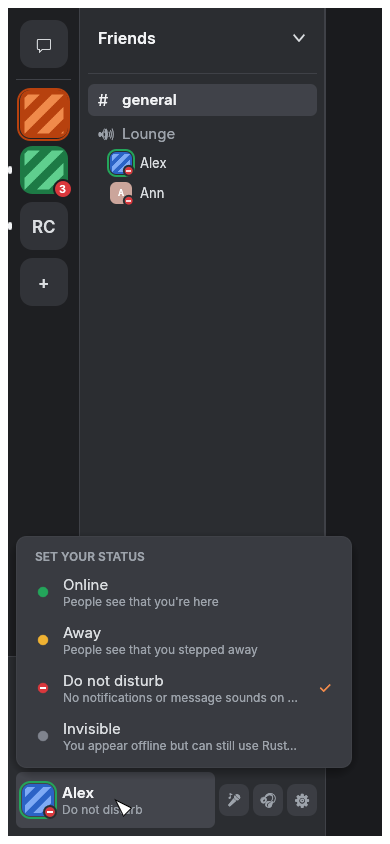 Friends
# general
Lounge
Alex
3
A
Ann
RC
+
SET YOUR STATUS
Online
People see that you're here
Away
People see that you stepped away
Do not disturb
No notifications or message sounds on ...
Invisible
You appear offline but can still use Rust...
Alex
Do not disturb